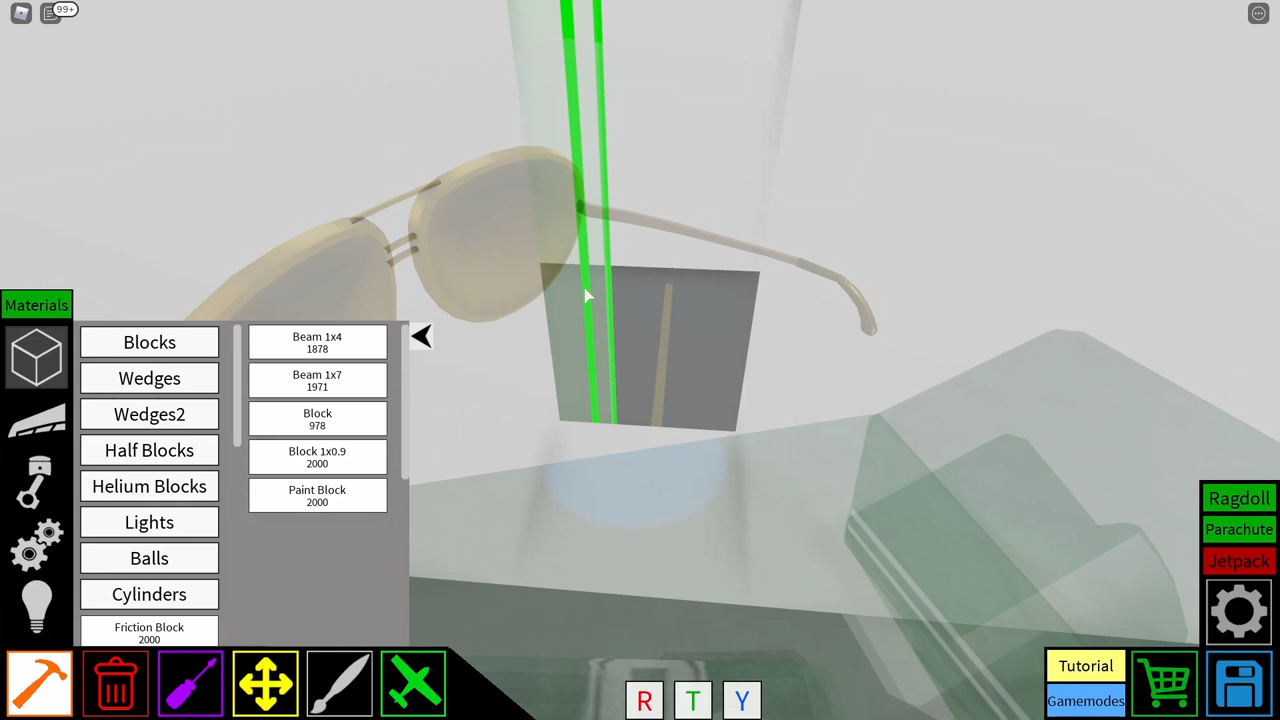 99+
Materials
Blocks
Wedges
Wedges2
Half Blocks
Helium Blocks
Lights
Balls
Cylinders
Friction Block
2000
Beam 1x4
1878
Beam 1x7
1971
Block
978
Block 1x0.9
2000
Paint Block
2000
Ragdoll
Parachute
Jetpack
Tutorial
Gamemodes
R T Y